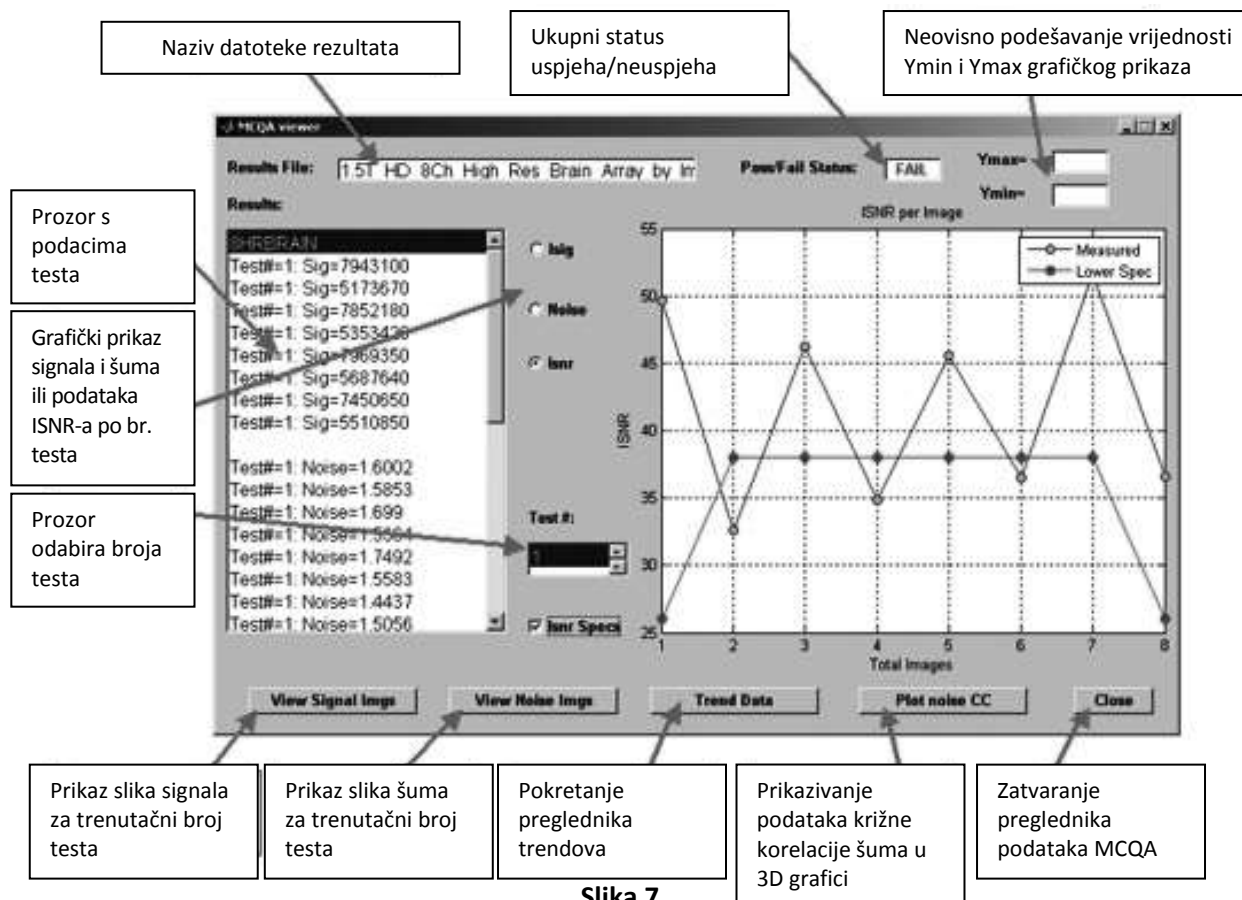 Naziv datoteke rezultata
Ukupni status
uspjeha/neuspjeha
Neovisno podešavanje vrijednosti
Ymin i Ymax grafičkog prikaza
MCQA viewer
Results File:
1.5T HD 8Ch High Res Brain Array by Im
Pass/Fail Status:
FAIL
Ymax=
Ymin=
Results:
Prozor s
podacima
testa
Grafički prikaz
signala i šuma
ili podataka
ISNR-a po br.
testa
Prozor
odabira broja
testa
8HRBRAIN
Test#=1: Sig=7943100
Test#=1: Sig=5173670
Test#=1: Sig=7852180
Test#=1: Sig=5353420
Test#=1: Sig=7969350
Test#=1: Sig=5687640
Test#=1: Sig=7450650
Test#=1: Sig=5510850
Test#=1: Noise=1.6002
Test#=1: Noise=1.5853
Test#=1: Noise=1.699
Test#=1: Noise=1.5564
Test#=1: Noise=1.7492
Test#=1: Noise=1.5583
Test#=1: Noise=1.4437
Test#=1: Noise=1.5056
Isig
Noise
Isnr
Test #:
1
Isnr Specs
ISNR per Image
Measured
Lower Spec
ISNR
55
50
45
40
35
30
25
1 2 3 4 5 6 7 8
Total Images
View Signal Imgs
View Noise Imgs
Trend Data
Plot noise CC
Close
Prikaz slika signala
za trenutačni broj
testa
Prikaz slika šuma
za trenutačni broj
testa
Pokretanje
preglednika
trendova
Prikazivanje
podataka križne
korelacije šuma u
3D grafici
Zatvaranje
preglednika
podataka MCQA
Slika 7